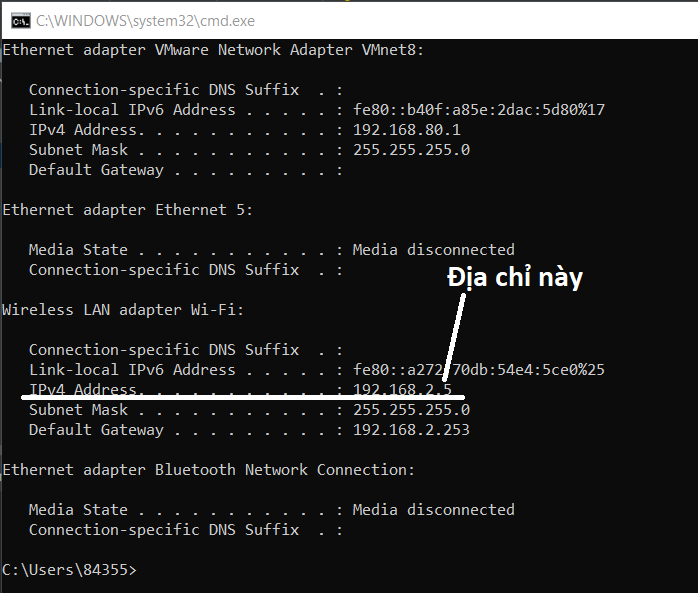 C:\WINDOWS\system32\cmd.exe
Ethernet adapter VMware Network Adapter VMnet8:
Connection-specific DNS Suffix  . :
Link-local IPv6 Address . . . . . : fe80::b40f:a85e:2dac:5d80%17
IPv4 Address. . . . . . . . . . . : 192.168.80.1
Subnet Mask . . . . . . . . . . . : 255.255.255.0
Default Gateway . . . . . . . . . :
Ethernet adapter Ethernet 5:
Media State . . . . . . . . . . . : Media disconnected
Connection-specific DNS Suffix  . :
Địa chỉ này
Wireless LAN adapter Wi-Fi:
Connection-specific DNS Suffix  . :
Link-local IPv6 Address . . . . . : fe80::a272:70db:54e4:5ce0%25
IPv4 Address. . . . . . . . . . . : 192.168.2.5
Subnet Mask . . . . . . . . . . . : 255.255.255.0
Default Gateway . . . . . . . . . : 192.168.2.253
Ethernet adapter Bluetooth Network Connection:
Media State . . . . . . . . . . . : Media disconnected
Connection-specific DNS Suffix  . :
C:\Users\84355>